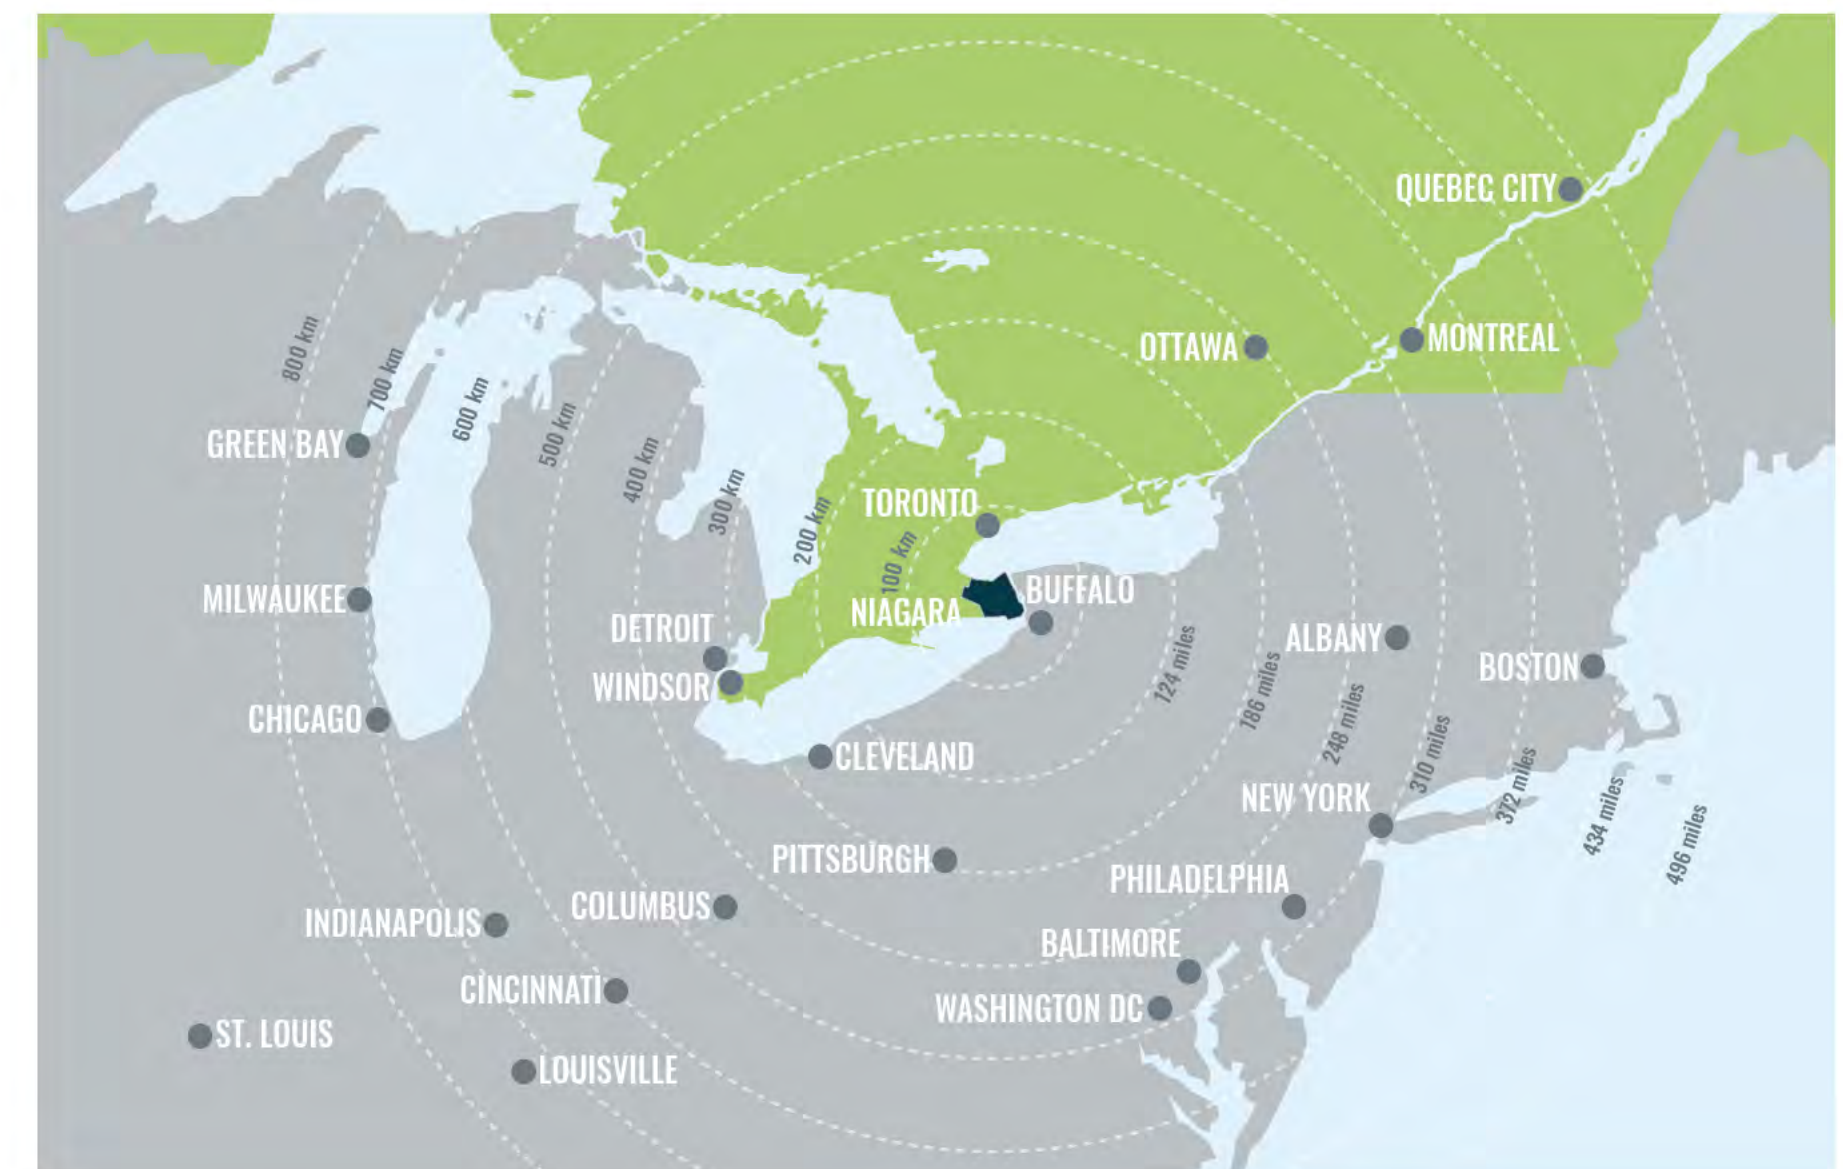 QUEBEC CITY
OTTAWA
MONTREAL
800 km
700 km
600 km
500 km
400 km
300 km
200 km
100 km
GREEN BAY
TORONTO
MILWAUKEE
NIAGARA
BUFFALO
DETROIT
WINDSOR
ALBANY
BOSTON
CHICAGO
CLEVELAND
124 miles
186 miles
248 miles
310 miles
372 miles
434 miles
496 miles
NEW YORK
PITTSBURGH
PHILADELPHIA
COLUMBUS
INDIANAPOLIS
BALTIMORE
CINCINNATI
WASHINGTON DC
ST. LOUIS
LOUISVILLE